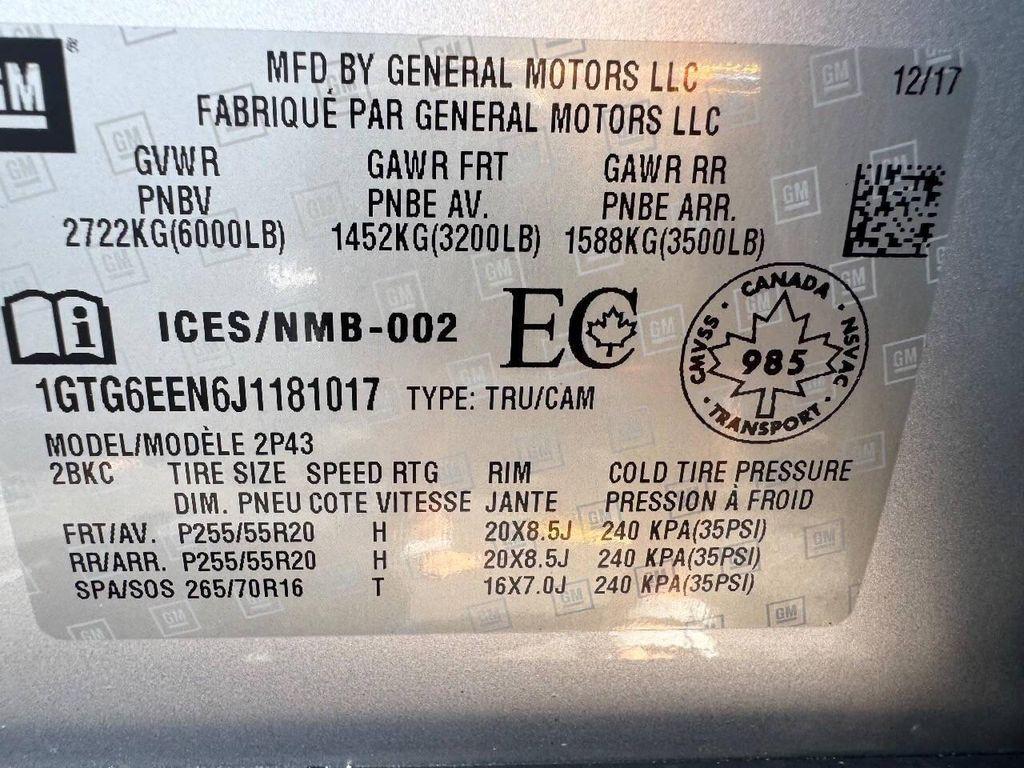 GM
MFD BY GENERAL MOTORS LLC
12/17
FABRIQUÉ PAR GENERAL MOTORS LLC
GVWR GAWR FRT GAWR RR
PNBV PNBE AV. PNBE ARR.
2722KG(6000LB) 1452KG(3200LB) 1588KG(3500LB)
ICES/NMB-002 EC
CANADA
CMVSS 985 NSVAC
TRANSPORT
1GTG6EEN6J1181017 TYPE: TRU/CAM
MODEL/MODÈLE 2P43
2BKC TIRE SIZE SPEED RTG RIM COLD TIRE PRESSURE
DIM. PNEU COTE VITESSE JANTE PRESSION À FROID
FRT/AV. P255/55R20 H 20X8.5J 240 KPA(35PSI)
RR/ARR. P255/55R20 H 20X8.5J 240 KPA(35PSI)
SPA/SOS 265/70R16 T 16X7.0J 240 KPA(35PSI)